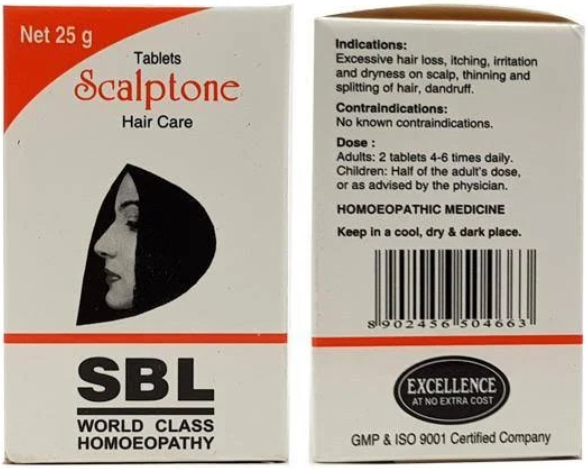 Net 25 g
Tablets
Scalptone
Hair Care
SBL
WORLD CLASS
HOMOEOPATHY
Indications:
Excessive hair loss, itching, irritation
and dryness on scalp, thinning and
splitting of hair, dandruff.
Contraindications:
No known contraindications.
Dose :
Adults: 2 tablets 4-6 times daily.
Children: Half of the adult's dose,
or as advised by the physician.
HOMOEOPATHIC MEDICINE
Keep in a cool, dry & dark place.
8 902456 504663
EXCELLENCE
AT NO EXTRA COST
GMP & ISO 9001 Certified Company